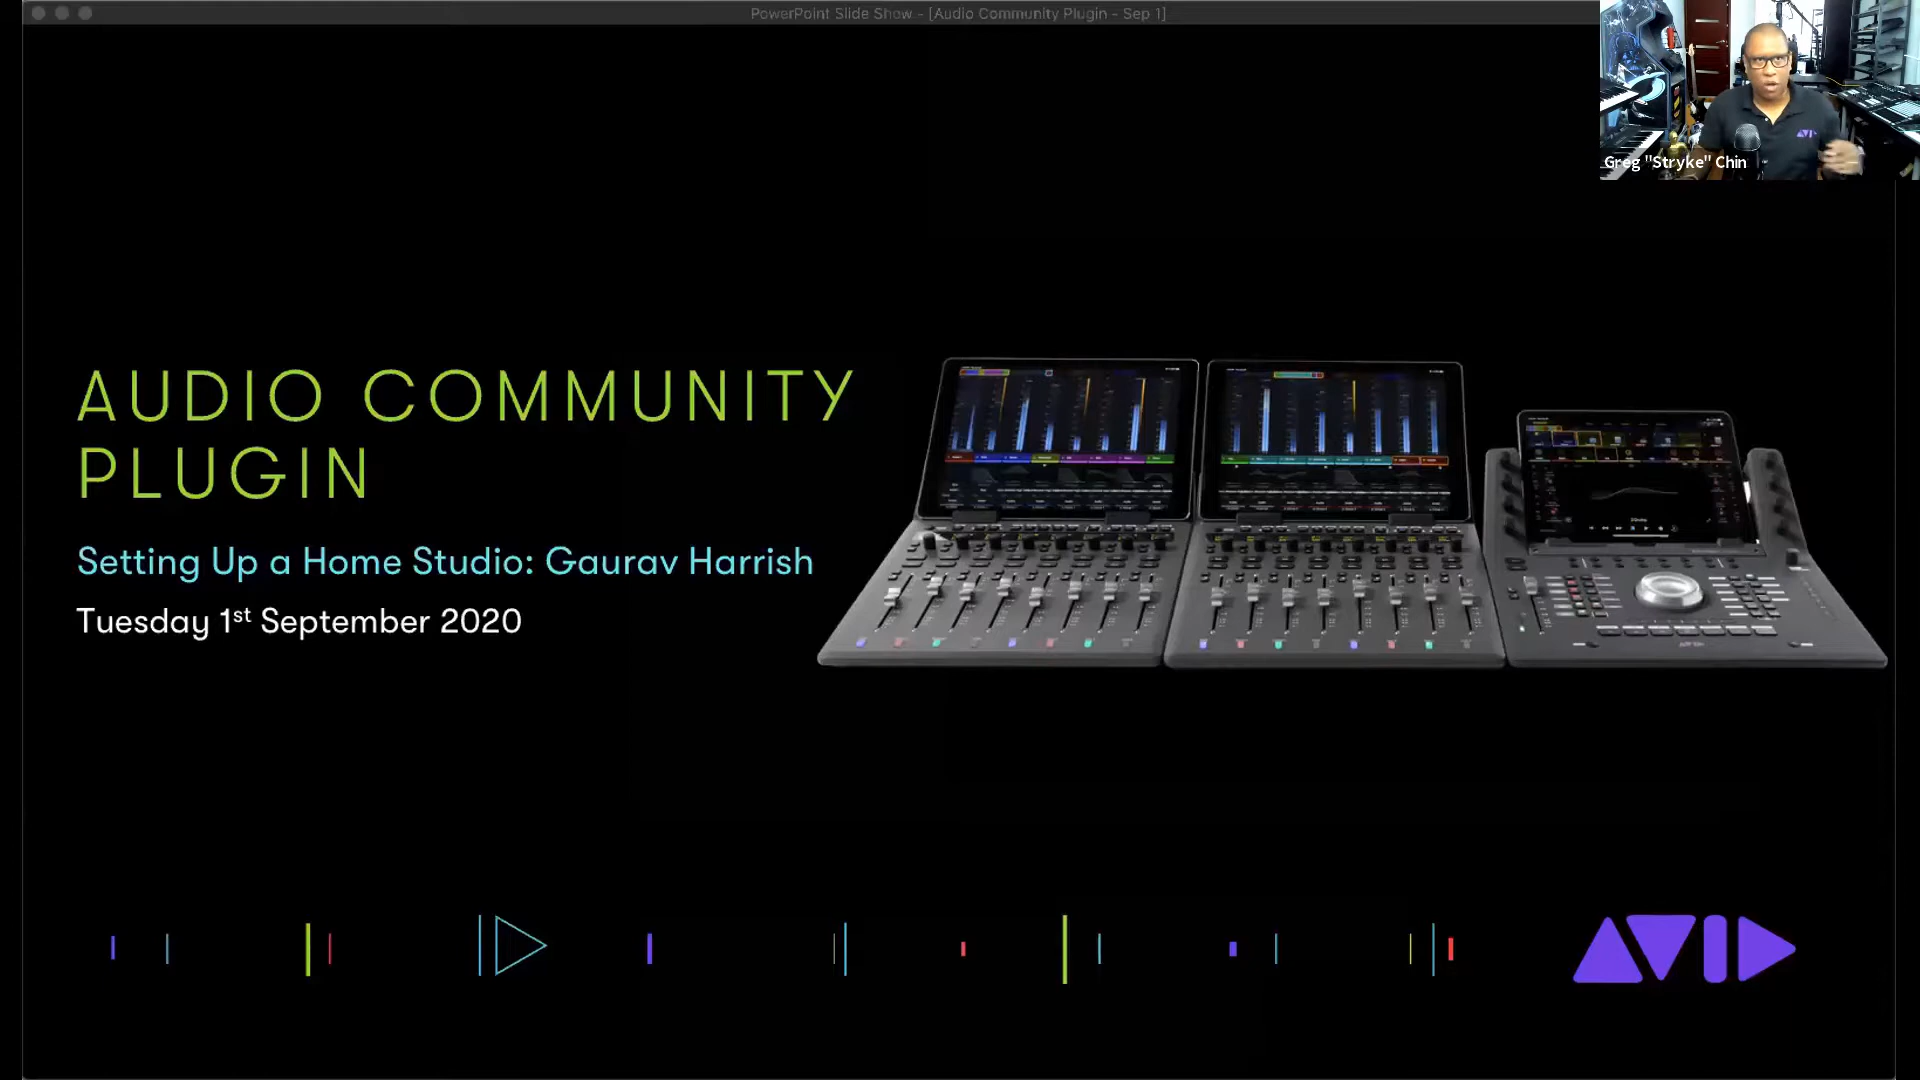 PowerPoint Slide Show - [Audio Community Plugin - Sep 1]
Greg "Stryke" Chin
AUDIO COMMUNITY
PLUGIN
Setting Up a Home Studio: Gaurav Harrish
Tuesday 1st September 2020
AVID